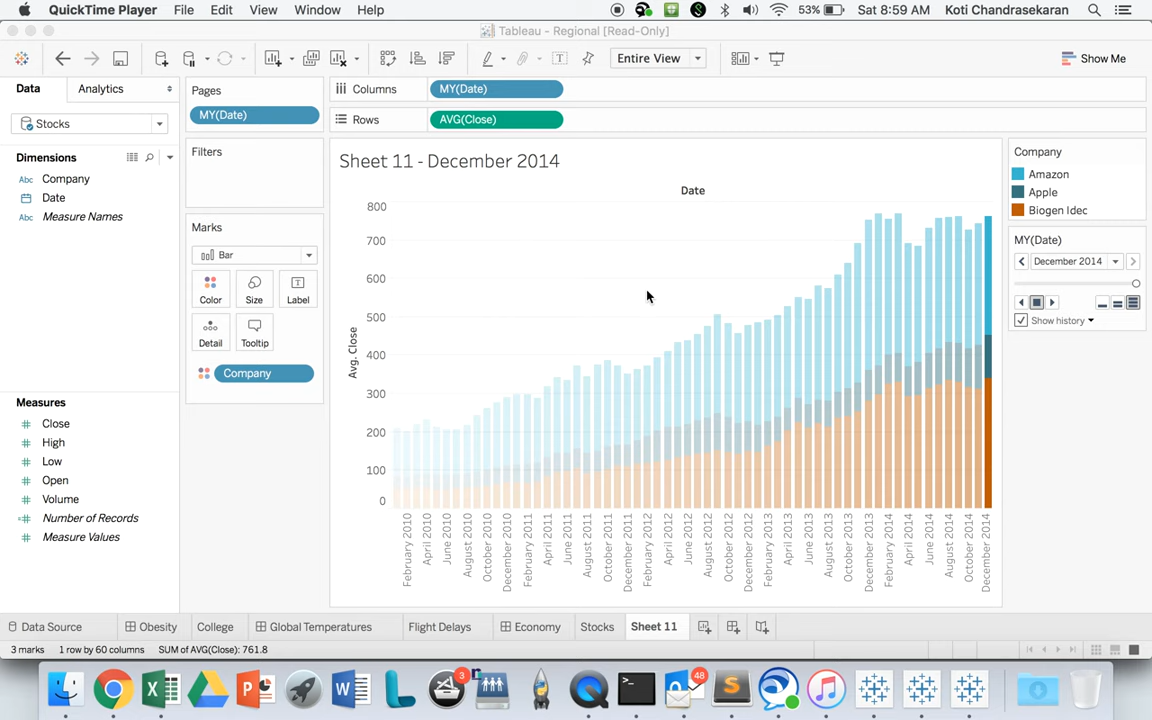 QuickTime Player File Edit View Window Help 53% Sat 8:59 AM Koti Chandrasekaran
Tableau - Regional [Read-Only]
Entire View Show Me
Data Analytics
Stocks
Dimensions
Abc Company
Date
Abc Measure Names
Measures
Close
High
Low
Open
Volume
Number of Records
Measure Values
Pages
MY(Date)
Filters
Marks
Bar
Color Size Label
Detail Tooltip
Company
Columns MY(Date)
Rows AVG(Close)
Sheet 11 - December 2014
Date
Avg. Close
800
700
600
500
400
300
200
100
0
February 2010
April 2010
June 2010
August 2010
October 2010
December 2010
February 2011
April 2011
June 2011
August 2011
October 2011
December 2011
February 2012
April 2012
June 2012
August 2012
October 2012
December 2012
February 2013
April 2013
June 2013
August 2013
October 2013
December 2013
February 2014
April 2014
June 2014
August 2014
October 2014
December 2014
Company
Amazon
Apple
Biogen Idec
MY(Date)
December 2014
Show history
Data Source Obesity College Global Temperatures Flight Delays Economy Stocks Sheet 11
3 marks 1 row by 60 columns SUM of AVG(Close): 761.8
3
48